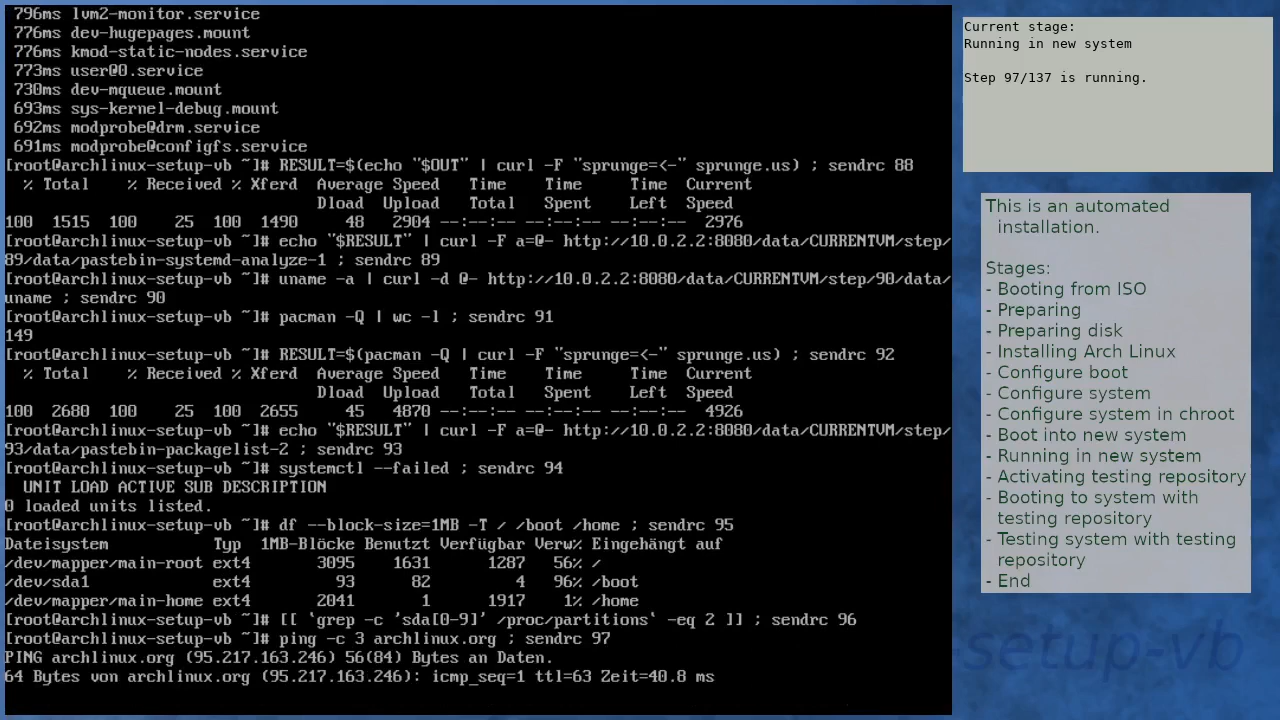 796ms lvm2-monitor.service
 776ms dev-hugepages.mount
 776ms kmod-static-nodes.service
 773ms user@0.service
 730ms dev-mqueue.mount
 693ms sys-kernel-debug.mount
 692ms modprobe@drm.service
 691ms modprobe@configfs.service
[root@archlinux-setup-vb ~]# RESULT=$(echo "$OUT" | curl -F "sprunge=<-" sprunge.us) ; sendrc 88
  % Total    % Received % Xferd  Average Speed   Time    Time     Time  Current
                                 Dload  Upload   Total   Spent    Left  Speed
100  1515  100    25  100  1490     48   2904 --:--:-- --:--:-- --:--:--  2976
[root@archlinux-setup-vb ~]# echo "$RESULT" | curl -F a=@- http://10.0.2.2:8080/data/CURRENTVM/step/
89/data/pastebin-systemd-analyze-1 ; sendrc 89
[root@archlinux-setup-vb ~]# uname -a | curl -d @- http://10.0.2.2:8080/data/CURRENTVM/step/90/data/
uname ; sendrc 90
[root@archlinux-setup-vb ~]# pacman -Q | wc -l ; sendrc 91
149
[root@archlinux-setup-vb ~]# RESULT=$(pacman -Q | curl -F "sprunge=<-" sprunge.us) ; sendrc 92
  % Total    % Received % Xferd  Average Speed   Time    Time     Time  Current
                                 Dload  Upload   Total   Spent    Left  Speed
100  2680  100    25  100  2655     45   4870 --:--:-- --:--:-- --:--:--  4926
[root@archlinux-setup-vb ~]# echo "$RESULT" | curl -F a=@- http://10.0.2.2:8080/data/CURRENTVM/step/
93/data/pastebin-packagelist-2 ; sendrc 93
[root@archlinux-setup-vb ~]# systemctl --failed ; sendrc 94
  UNIT LOAD ACTIVE SUB DESCRIPTION
0 loaded units listed.
[root@archlinux-setup-vb ~]# df --block-size=1MB -T / /boot /home ; sendrc 95
Dateisystem           Typ  1MB-Blöcke Benutzt Verfügbar Verw% Eingehängt auf
/dev/mapper/main-root ext4       3095    1631      1287   56% /
/dev/sda1             ext4         93      82         4   96% /boot
/dev/mapper/main-home ext4       2041       1      1917    1% /home
[root@archlinux-setup-vb ~]# [[ `grep -c 'sda[0-9]' /proc/partitions` -eq 2 ]] ; sendrc 96
[root@archlinux-setup-vb ~]# ping -c 3 archlinux.org ; sendrc 97
PING archlinux.org (95.217.163.246) 56(84) Bytes an Daten.
64 Bytes von archlinux.org (95.217.163.246): icmp_seq=1 ttl=63 Zeit=40.8 ms
Current stage:
Running in new system
Step 97/137 is running.
This is an automated
installation.
Stages:
- Booting from ISO
- Preparing
- Preparing disk
- Installing Arch Linux
- Configure boot
- Configure system
- Configure system in chroot
- Boot into new system
- Running in new system
- Activating testing repository
- Booting to system with
testing repository
- Testing system with testing
repository
- End
-setup-vb